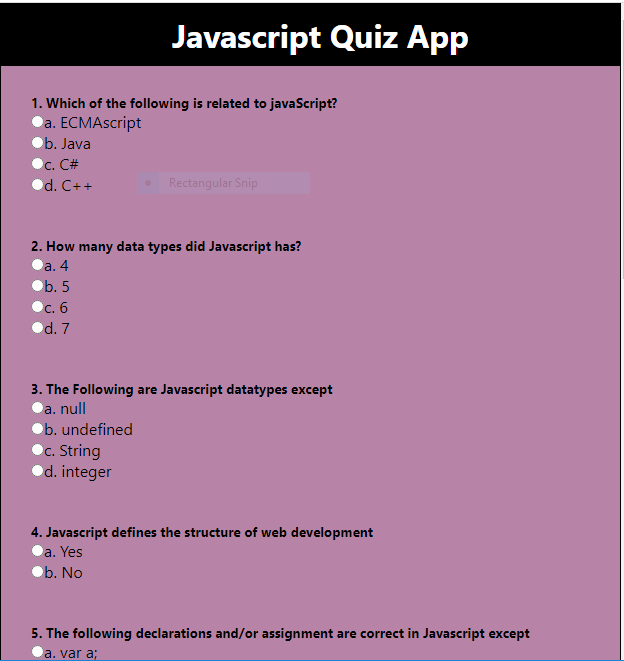 Javascript Quiz App
1. Which of the following is related to javaScript?
a. ECMAscript
b. Java
c. C#
d. C++
Rectangular Snip
2. How many data types did Javascript has?
a. 4
b. 5
c. 6
d. 7
3. The Following are Javascript datatypes except
a. null
b. undefined
c. String
d. integer
4. Javascript defines the structure of web development
a. Yes
b. No
5. The following declarations and/or assignment are correct in Javascript except
a. var a;